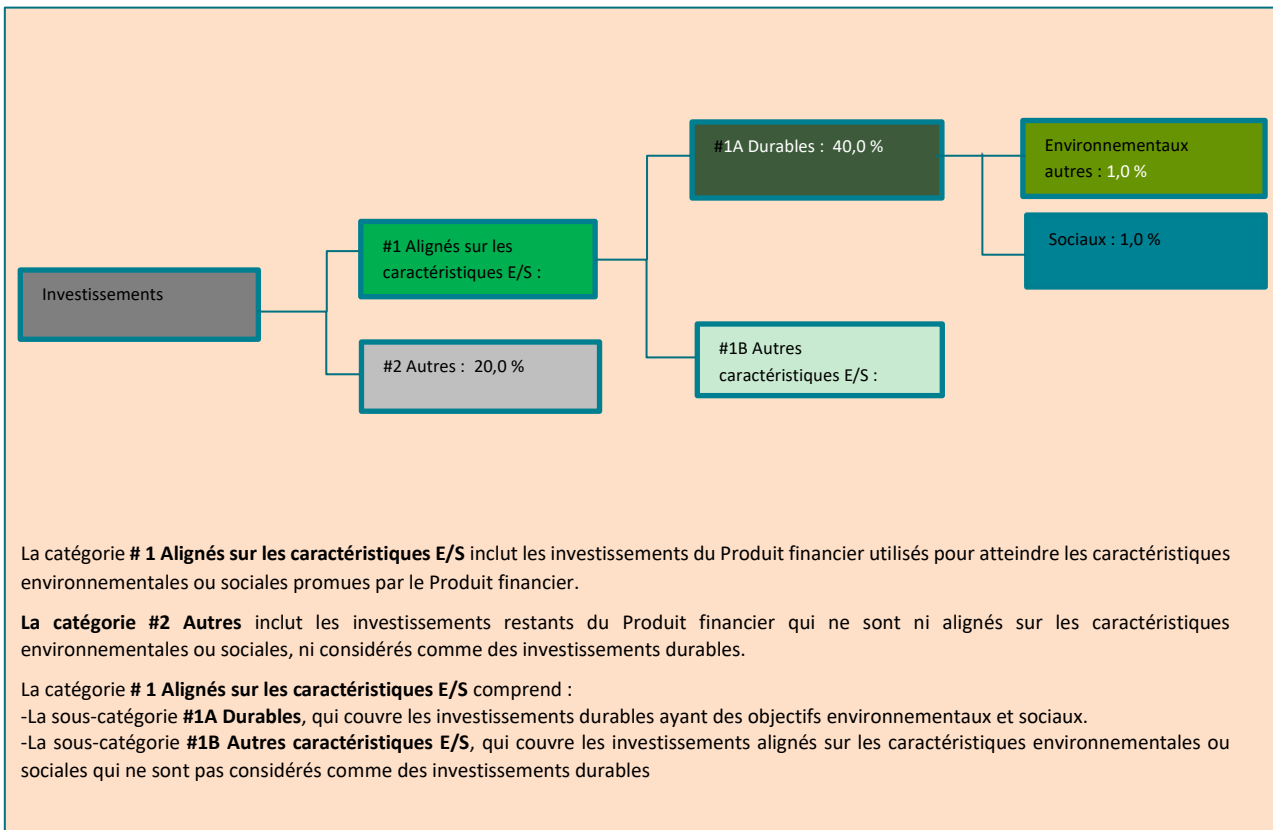 #1A Durables : 40,0 %
Environnementaux
autres : 1,0 %
#1 Alignés sur les
caractéristiques E/S :
Sociaux : 1,0 %
Investissements
#2 Autres : 20,0 %
#1B Autres
caractéristiques E/S :
La catégorie # 1 Alignés sur les caractéristiques E/S inclut les investissements du Produit financier utilisés pour atteindre les caractéristiques
environnementales ou sociales promues par le Produit financier.
La catégorie #2 Autres inclut les investissements restants du Produit financier qui ne sont ni alignés sur les caractéristiques
environnementales ou sociales, ni considérés comme des investissements durables.
La catégorie # 1 Alignés sur les caractéristiques E/S comprend :
-La sous-catégorie #1A Durables, qui couvre les investissements durables ayant des objectifs environnementaux et sociaux.
-La sous-catégorie #1B Autres caractéristiques E/S, qui couvre les investissements alignés sur les caractéristiques environnementales ou
sociales qui ne sont pas considérés comme des investissements durables